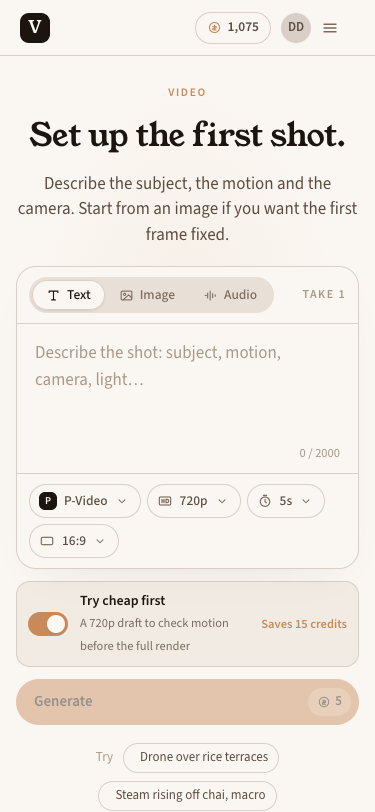 V
1,075
DD
VIDEO
Set up the first shot.
Describe the subject, the motion and the
camera. Start from an image if you want the first
frame fixed.
Text
Image
Audio
TAKE 1
Describe the shot: subject, motion,
camera, light…
0 / 2000
P
P-Video
HD
720p
5s
16:9
Try cheap first
A 720p draft to check motion
before the full render
Saves 15 credits
Generate
5
Try
Drone over rice terraces
Steam rising off chai, macro